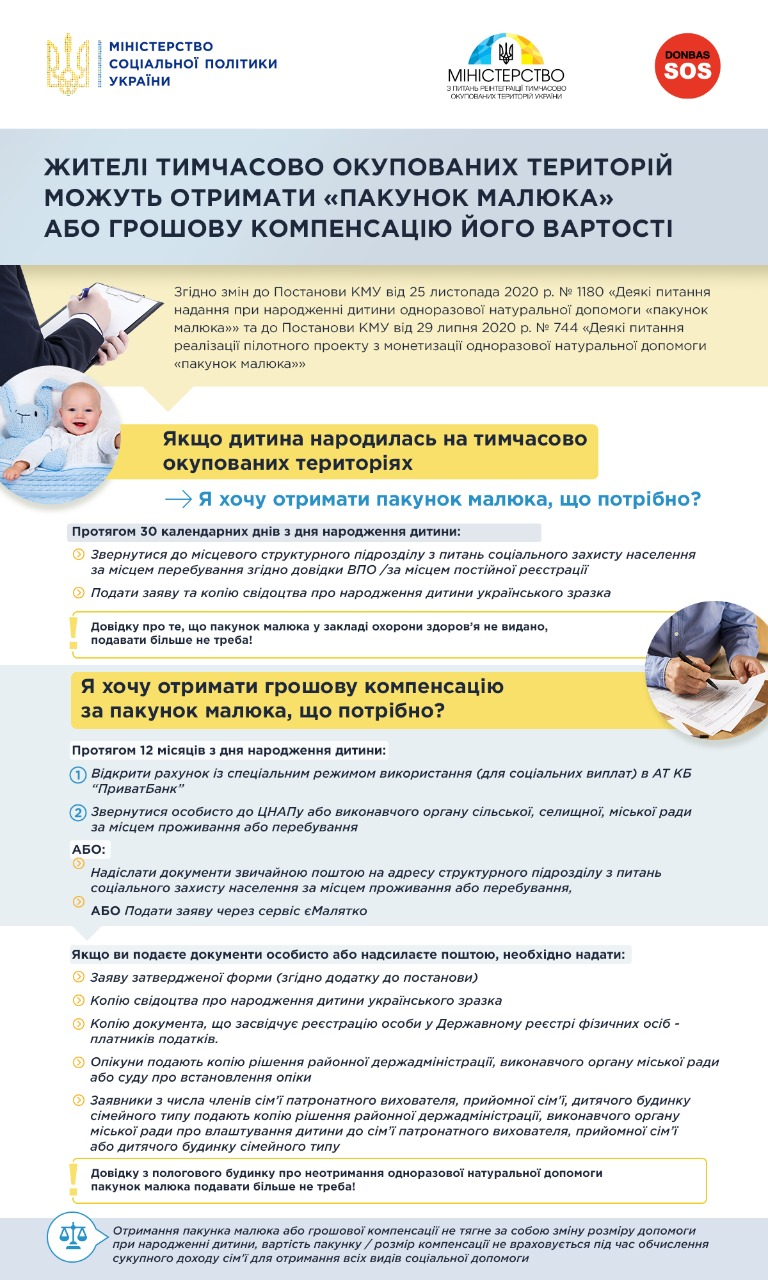 МІНІСТЕРСТВО
СОЦІАЛЬНОЇ ПОЛІТИКИ
УКРАЇНИ
МІНІСТЕРСТВО
З ПИТАНЬ РЕІНТЕГРАЦІЇ ТИМЧАСОВО
ОКУПОВАНИХ ТЕРИТОРІЙ УКРАЇНИ
DONBAS
SOS
ЖИТЕЛІ ТИМЧАСОВО ОКУПОВАНИХ ТЕРИТОРІЙ
МОЖУТЬ ОТРИМАТИ «ПАКУНОК МАЛЮКА»
АБО ГРОШОВУ КОМПЕНСАЦІЮ ЙОГО ВАРТОСТІ
Згідно змін до Постанови КМУ від 25 листопада 2020 р. № 1180 «Деякі питання
надання при народженні дитини одноразової натуральної допомоги «пакунок
малюка»» та до Постанови КМУ від 29 липня 2020 р. № 744 «Деякі питання
реалізації пілотного проекту з монетизації одноразової натуральної допомоги
«пакунок малюка»»
Якщо дитина народилась на тимчасово
окупованих територіях
Я хочу отримати пакунок малюка, що потрібно?
Протягом 30 календарних днів з дня народження дитини:
Звернутися до місцевого структурного підрозділу з питань соціального захисту населення
за місцем перебування згідно довідки ВПО /за місцем постійної реєстрації
Подати заяву та копію свідоцтва про народження дитини українського зразка
! Довідку про те, що пакунок малюка у закладі охорони здоров'я не видано,
подавати більше не треба!
Я хочу отримати грошову компенсацію
за пакунок малюка, що потрібно?
Протягом 12 місяців з дня народження дитини:
1 Відкрити рахунок із спеціальним режимом використання (для соціальних виплат) в АТ КБ
“ПриватБанк”
2 Звернутися особисто до ЦНАПу або виконавчого органу сільської, селищної, міської ради
за місцем проживання або перебування
АБО:
Надіслати документи звичайною поштою на адресу структурного підрозділу з питань
соціального захисту населення за місцем проживання або перебування,
АБО Подати заяву через сервіс єМалятко
Якщо ви подаєте документи особисто або надсилаєте поштою, необхідно надати:
Заяву затвердженої форми (згідно додатку до постанови)
Копію свідоцтва про народження дитини українського зразка
Копію документа, що засвідчує реєстрацію особи у Державному реєстрі фізичних осіб -
платників податків.
Опікуни подають копію рішення районної держадміністрації, виконавчого органу міської ради
або суду про встановлення опіки
Заявники з числа членів сім'ї патронатного вихователя, прийомної сім'ї, дитячого будинку
сімейного типу подають копію рішення районної держадміністрації, виконавчого органу
міської ради про влаштування дитини до сім'ї патронатного вихователя, прийомної сім'ї
або дитячого будинку сімейного типу
! Довідку з пологового будинку про неотримання одноразової натуральної допомоги
пакунок малюка подавати більше не треба!
Отримання пакунка малюка або грошової компенсації не тягне за собою зміну розміру допомоги
при народженні дитини, вартість пакунку / розмір компенсації не враховується під час обчислення
сукупного доходу сім'ї для отримання всіх видів соціальної допомоги